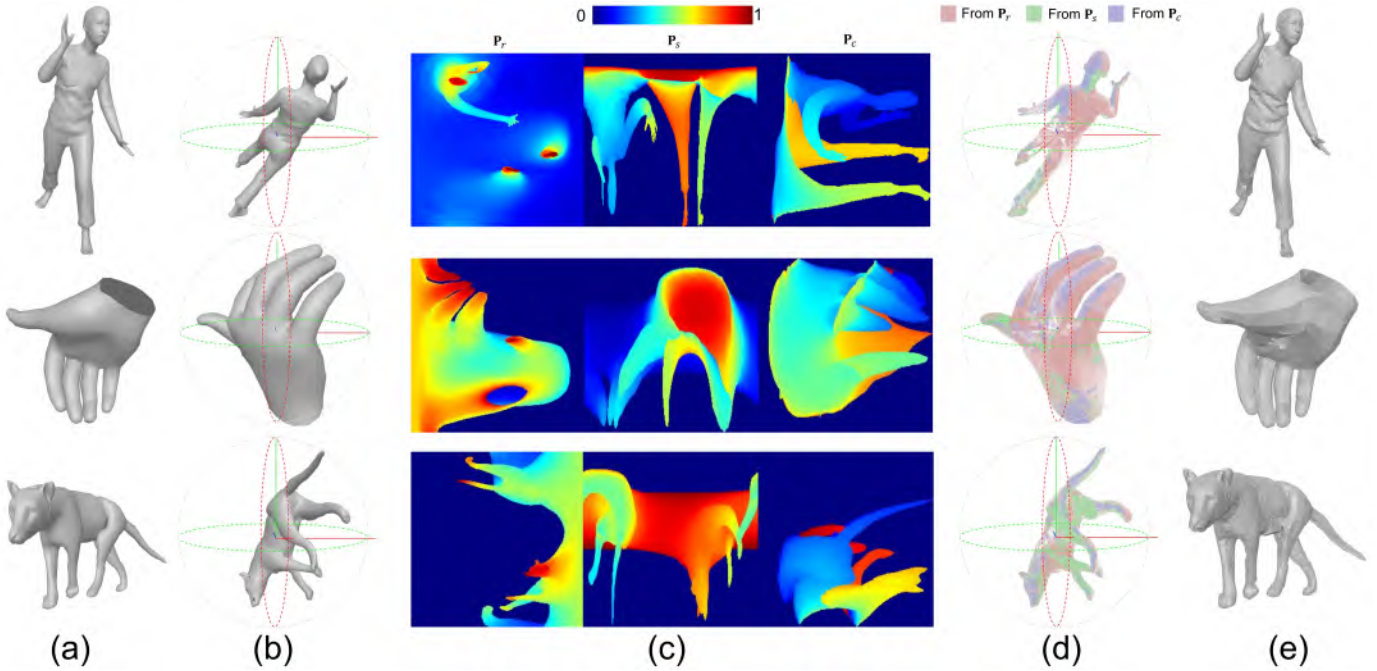 0
1
From P_r
From P_s
From P_c
P_r
P_s
P_c
(a)
(b)
(c)
(d)
(e)